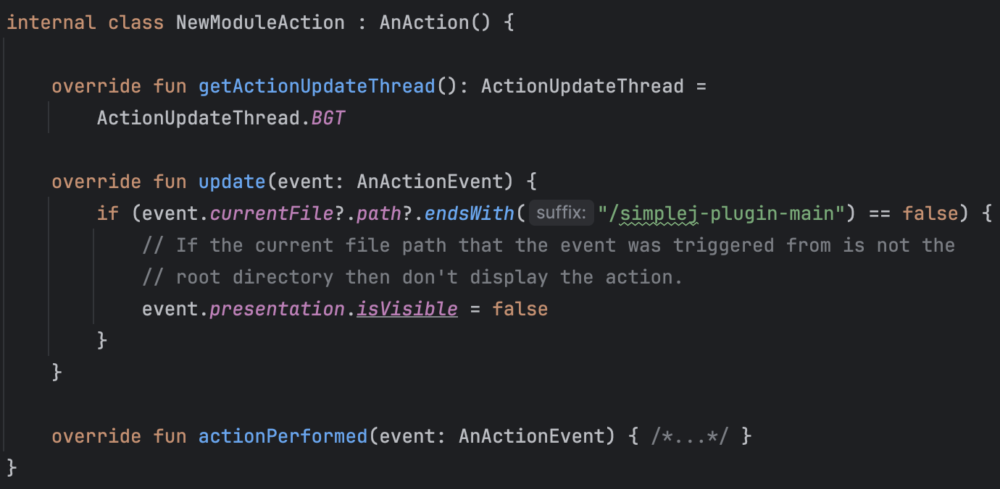 internal class NewModuleAction : AnAction() {
override fun getActionUpdateThread(): ActionUpdateThread =
ActionUpdateThread.BGT
override fun update(event: AnActionEvent) {
if (event.currentFile?.path?.endsWith( suffix: "/simplej-plugin-main") == false) {
// If the current file path that the event was triggered from is not the
// root directory then don't display the action.
event.presentation.isVisible = false
}
}
override fun actionPerformed(event: AnActionEvent) { /*...*/ }
}